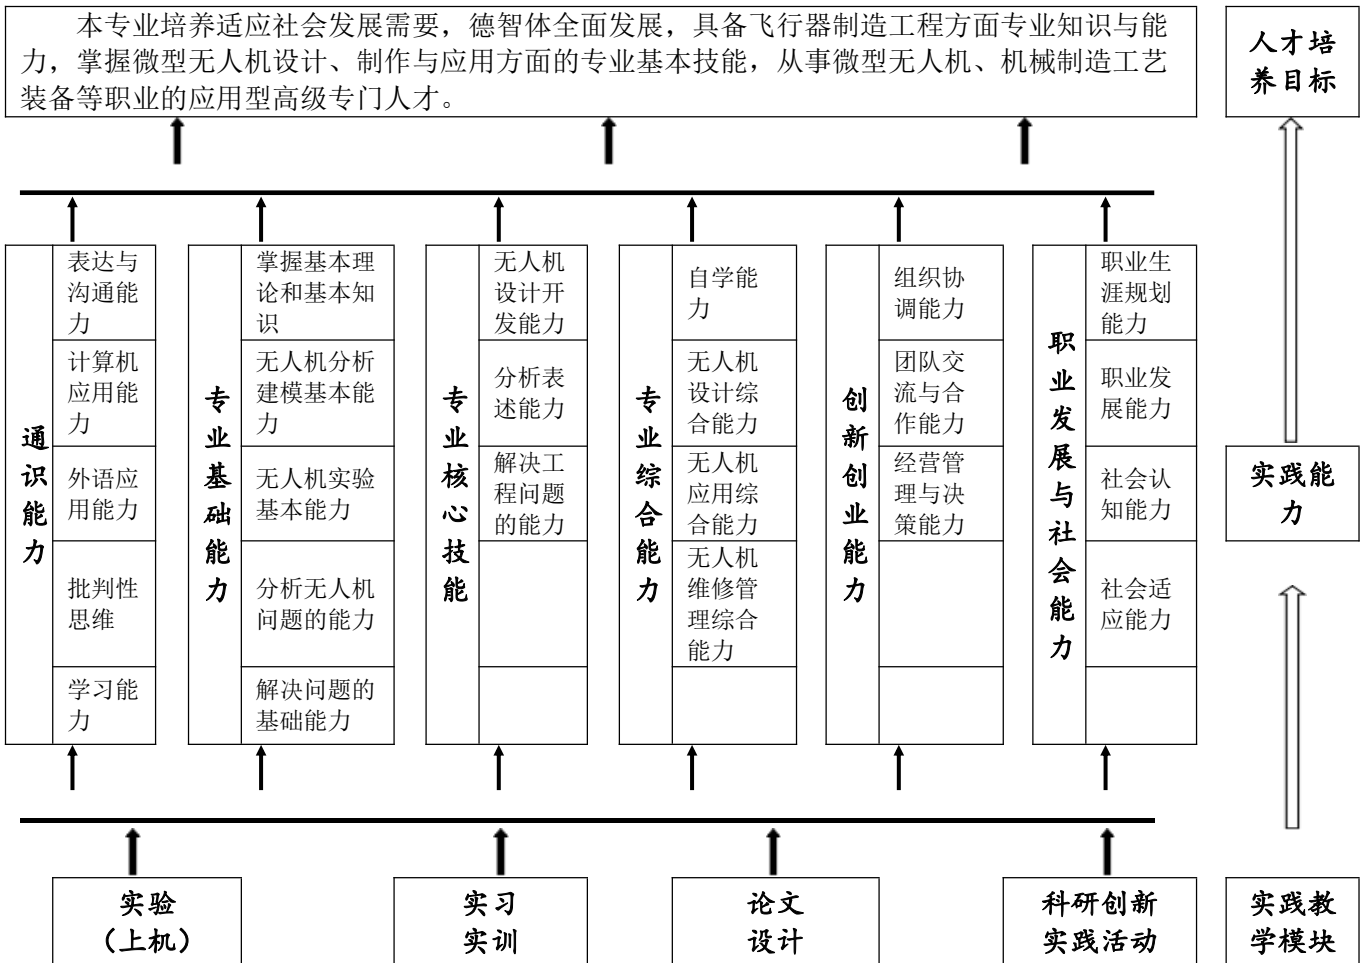 本专业培养适应社会发展需要，德智体全面发展，具备飞行器制造工程方面专业知识与能
力，掌握微型无人机设计、制作与应用方面的专业基本技能，从事微型无人机、机械制造工艺
装备等职业的应用型高级专门人才。
人才培
养目标
通识能力
表达与
沟通能
力
计算机
应用能
力
外语应
用能力
批判性
思维
学习能
力
专业基础能力
掌握基本理
论和基本知
识
无人机分析
建模基本能
力
无人机实验
基本能力
分析无人机
问题的能力
解决问题的
基础能力
专业核心技能
无人机
设计开
发能力
分析表
述能力
解决工
程问题
的能力
专业综合能力
自学能
力
无人机
设计综
合能力
无人机
应用综
合能力
无人机
维修管
理综合
能力
创新创业能力
组织协
调能力
团队交
流与合
作能力
经营管
理与决
策能力
职业发展与社会能力
职业生
涯规划
能力
职业发
展能力
社会认
知能力
社会适
应能力
实践能
力
实验
（上机）
实习
实训
论文
设计
科研创新
实践活动
实践教
学模块